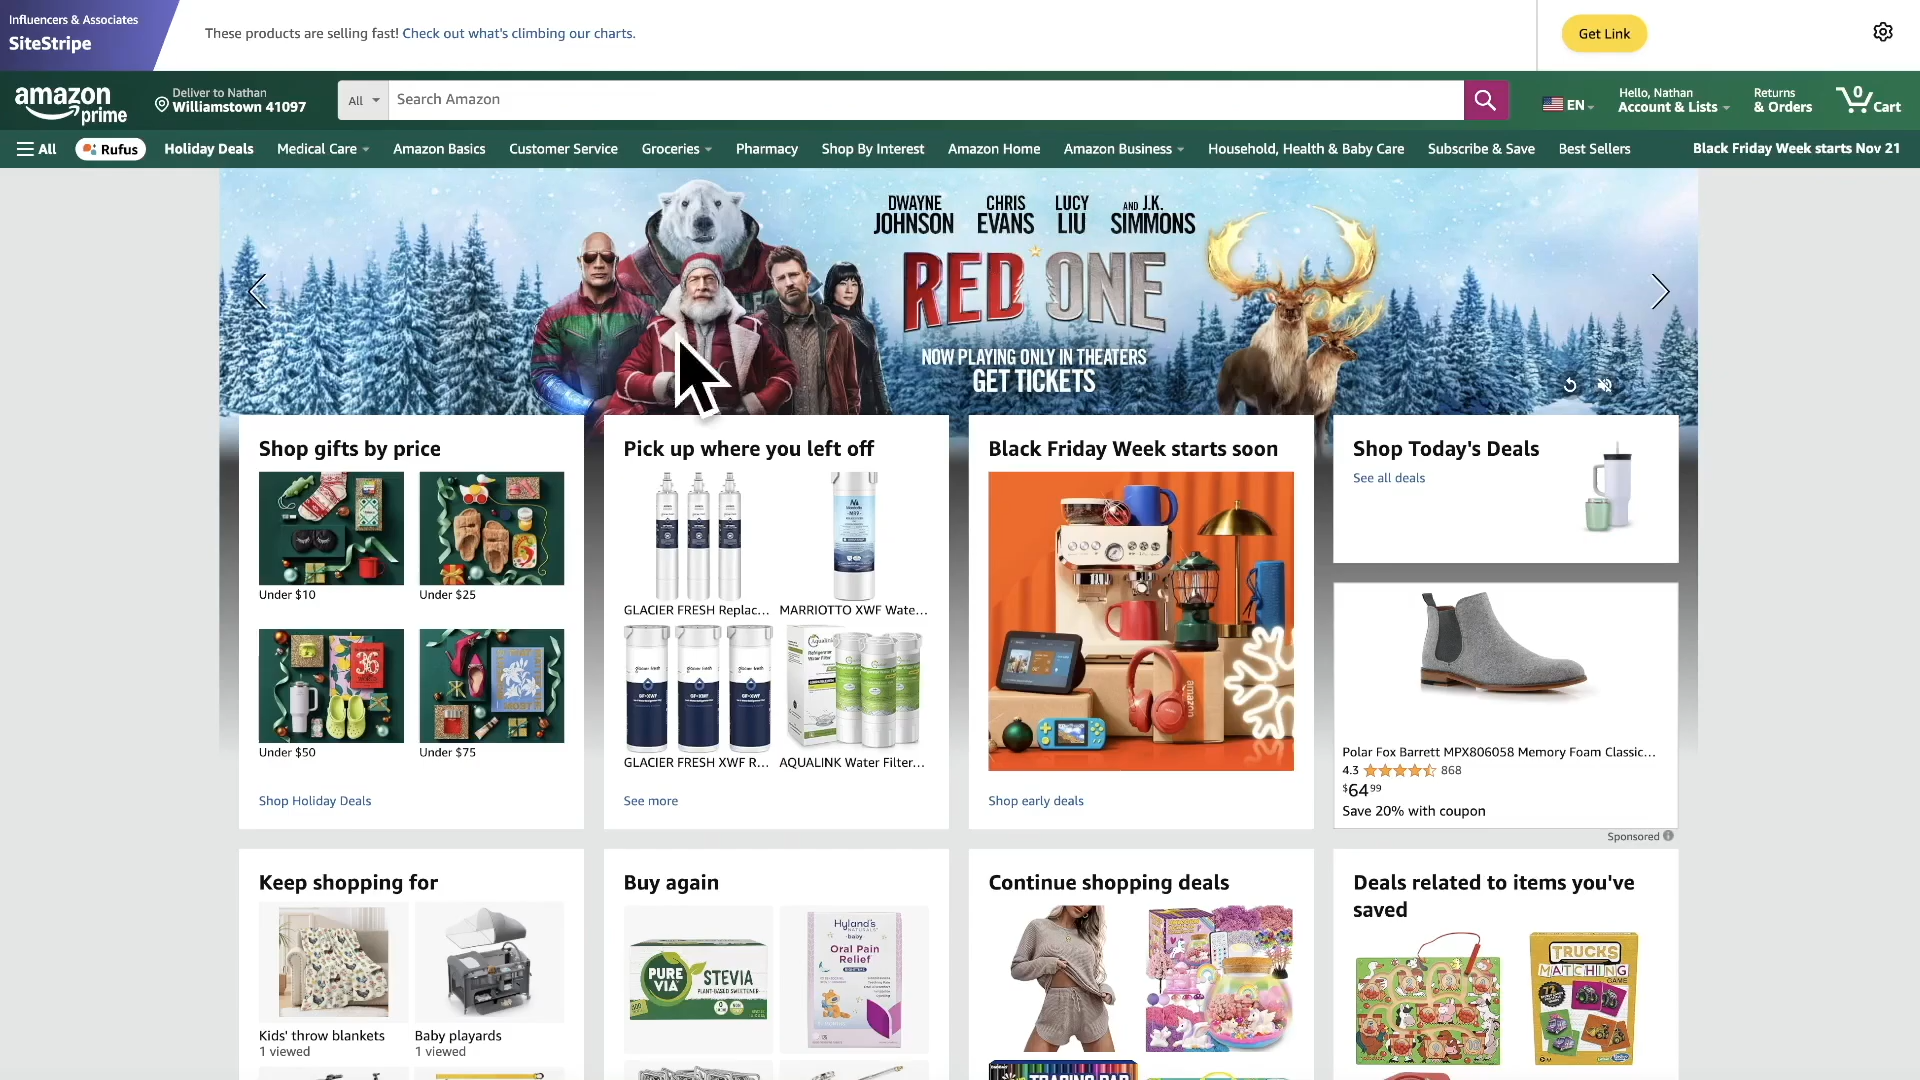 Influencers & Associates
SiteStripe
These products are selling fast! Check out what's climbing our charts.
Get Link
amazon prime
Deliver to Nathan
Williamstown 41097
All
Search Amazon
EN
Hello, Nathan
Account & Lists
Returns
& Orders
0
Cart
All
Rufus
Holiday Deals
Medical Care
Amazon Basics
Customer Service
Groceries
Pharmacy
Shop By Interest
Amazon Home
Amazon Business
Household, Health & Baby Care
Subscribe & Save
Best Sellers
Black Friday Week starts Nov 21
DWAYNE JOHNSON
CHRIS EVANS
LUCY LIU
AND J.K. SIMMONS
RED ONE
NOW PLAYING ONLY IN THEATERS
GET TICKETS
Shop gifts by price
Under $10
Under $25
Under $50
Under $75
Shop Holiday Deals
Pick up where you left off
GLACIER FRESH Replac...
MARRIOTTO XWF Wate...
GLACIER FRESH XWF R...
AQUALINK Water Filter...
See more
Black Friday Week starts soon
amazon
Shop early deals
Shop Today's Deals
See all deals
Polar Fox Barrett MPX806058 Memory Foam Classic...
4.3
868
$64.99
Save 20% with coupon
Sponsored
Keep shopping for
Kids' throw blankets
1 viewed
Baby playards
1 viewed
Buy again
PURE VIA
STEVIA
PLANT-BASED SWEETENER
Hyland's
NATURALS
baby
Oral Pain
Relief
Continue shopping deals
Deals related to items you've
saved
TRUCKS
MATCHING
GAME
72